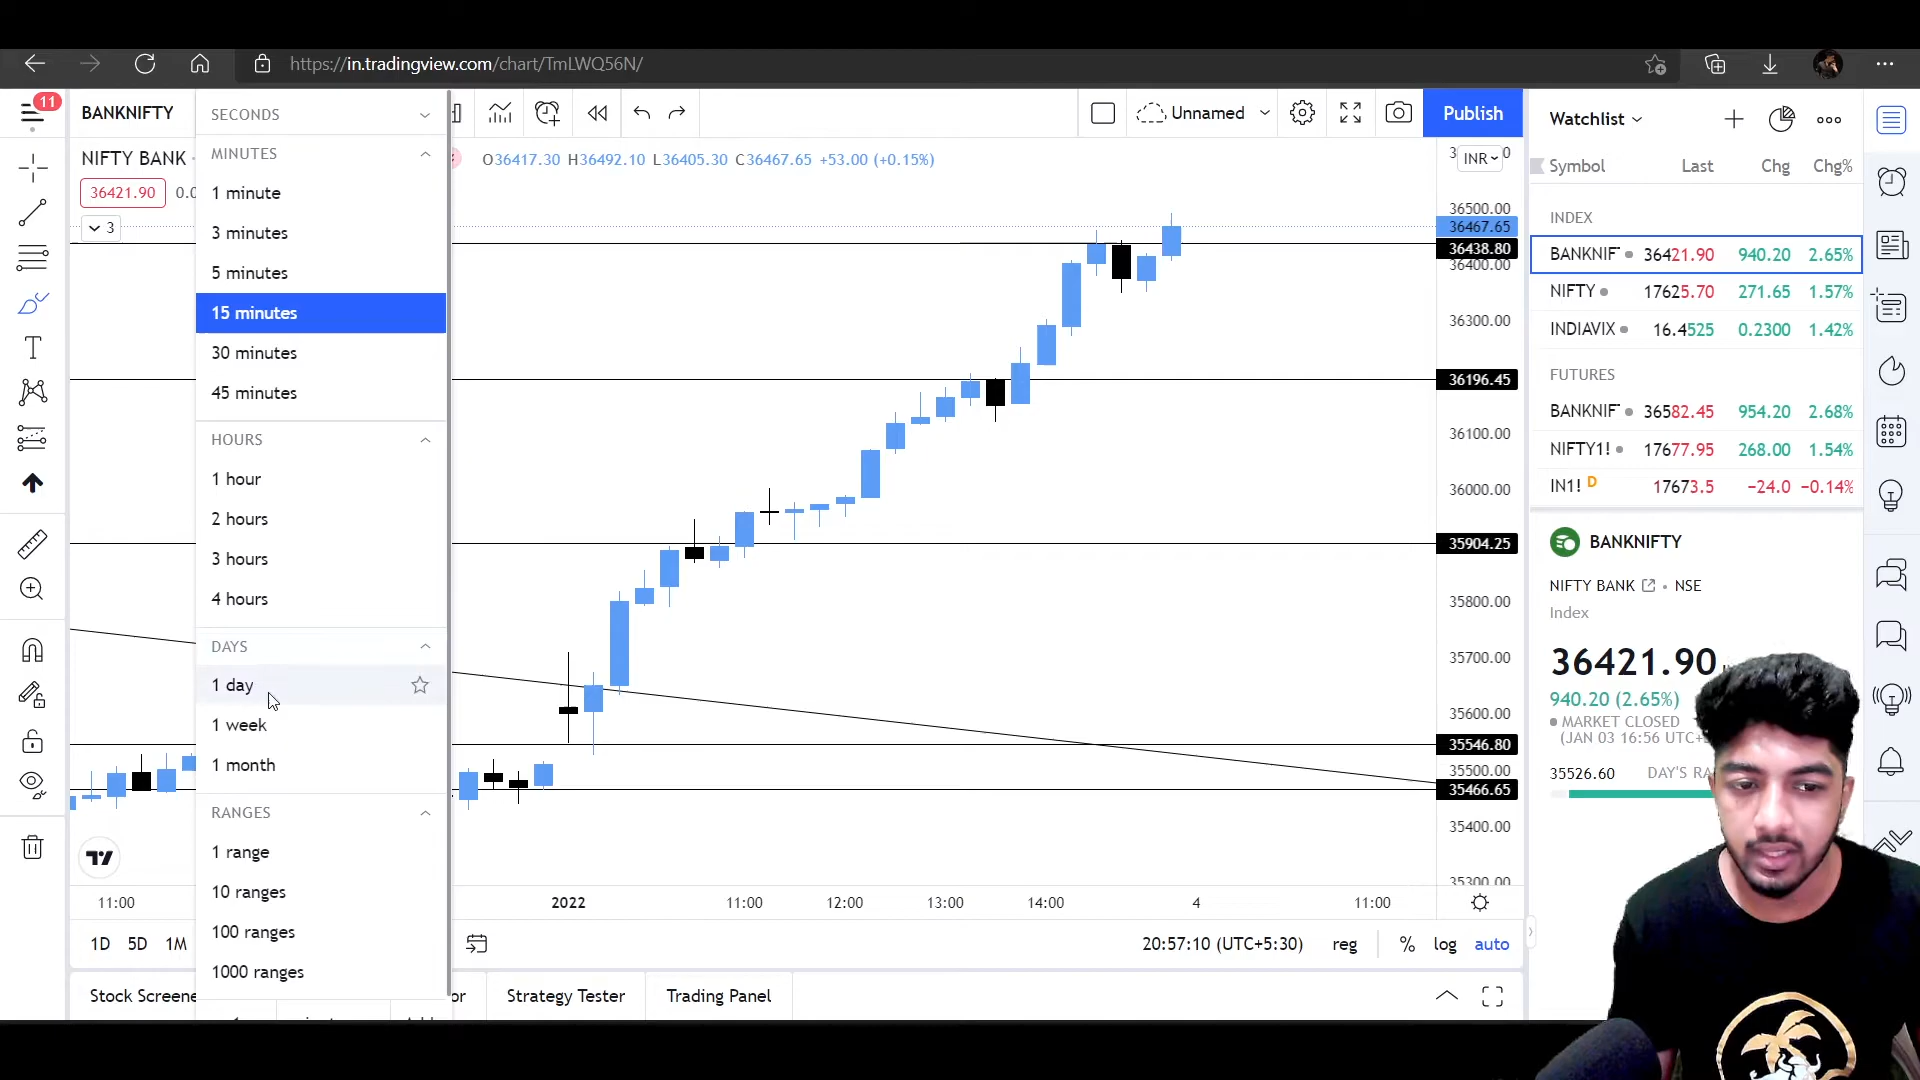 https://in.tradingview.com/chart/TmLWQ56N/
11
BANKNIFTY
SECONDS
Unnamed
Publish
Watchlist
NIFTY BANK
MINUTES
O36417.30 H36492.10 L36405.30 C36467.65 +53.00 (+0.15%)
INR
Symbol Last Chg Chg%
36421.90
1 minute
3
3 minutes
5 minutes
15 minutes
30 minutes
45 minutes
HOURS
1 hour
2 hours
3 hours
4 hours
DAYS
1 day
1 week
1 month
RANGES
1 range
10 ranges
100 ranges
1000 ranges
36500.00
36467.65
36438.80
36400.00
36300.00
36196.45
36100.00
36000.00
35904.25
35800.00
35700.00
35600.00
35546.80
35500.00
35466.65
35400.00
35300.00
INDEX
BANKNIF 36421.90 940.20 2.65%
NIFTY 17625.70 271.65 1.57%
INDIAVIX 16.4525 0.2300 1.42%
FUTURES
BANKNIF 36582.45 954.20 2.68%
NIFTY1! 17677.95 268.00 1.54%
IN1! D 17673.5 −24.0 −0.14%
BANKNIFTY
NIFTY BANK • NSE
Index
36421.90
940.20 (2.65%)
MARKET CLOSED
(JAN 03 16:56 UTC+
35526.60 DAY'S RA
11:00 2022 11:00 12:00 13:00 14:00 4 11:00
1D 5D 1M
20:57:10 (UTC+5:30) reg % log auto
Stock Screene
or
Strategy Tester
Trading Panel